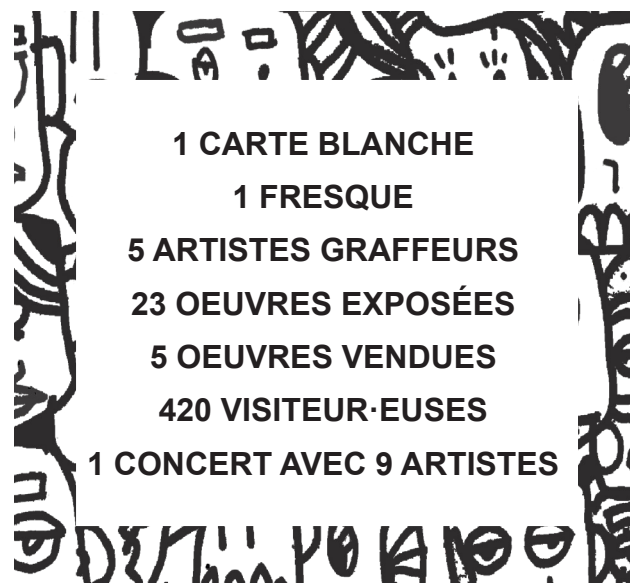 1 CARTE BLANCHE
1 FRESQUE
5 ARTISTES GRAFFEURS
23 OEUVRES EXPOSÉES
5 OEUVRES VENDUES
420 VISITEUR·EUSES
1 CONCERT AVEC 9 ARTISTES